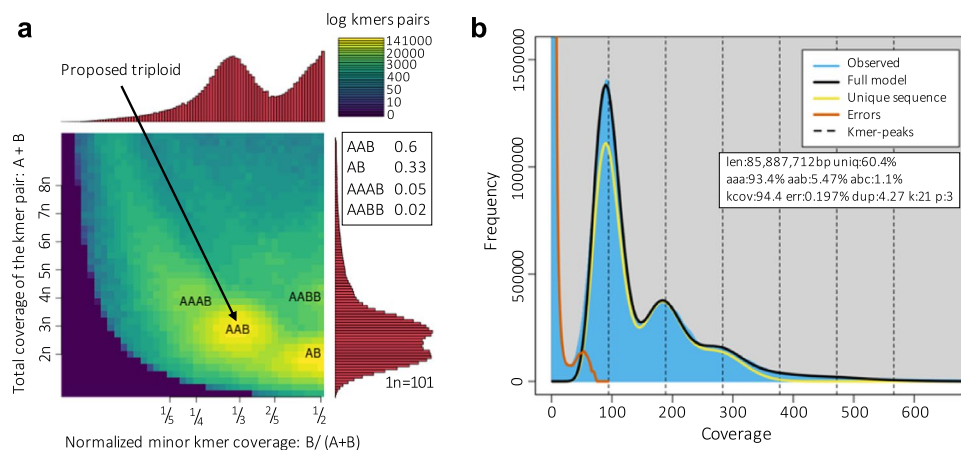 a
log kmers pairs
141000
20000
3000
400
50
10
0
Proposed triploid
Total coverage of the kmer pair: A + B
8n
7n
6n
5n
4n
3n
2n
AAAB
AABB
AAB
AB
AAB 0.6
AB 0.33
AAAB 0.05
AABB 0.02
1n=101
1/5 1/4 1/3 2/5 1/2
Normalized minor kmer coverage: B/ (A+B)
b
Frequency
1500000
1000000
500000
0
Observed
Full model
Unique sequence
Errors
Kmer-peaks
len:85,887,712bp uniq:60.4%
aaa:93.4% aab:5.47% abc:1.1%
kcov:94.4 err:0.197% dup:4.27 k:21 p:3
0 100 200 300 400 500 600
Coverage